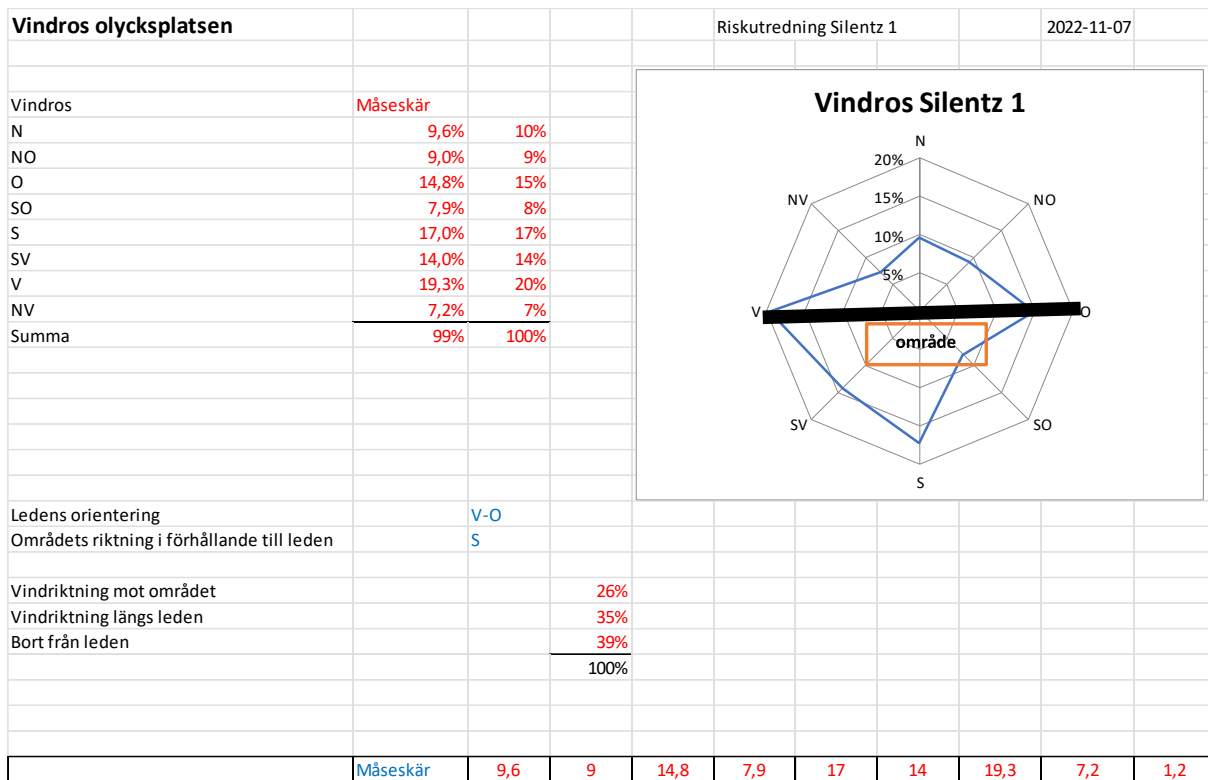 Vindros olycksplatsen Riskutredning Silentz 1 2022-11-07
Vindros Måseskär
N 9,6% 10%
NO 9,0% 9%
O 14,8% 15%
SO 7,9% 8%
S 17,0% 17%
SV 14,0% 14%
V 19,3% 20%
NV 7,2% 7%
Summa 99% 100%
Vindros Silentz 1
N
20%
NV 15% NO
10%
5%
V O
område
SV SO
S
Ledens orientering V-O
Områdets riktning i förhållande till leden S
Vindriktning mot området 26%
Vindriktning längs leden 35%
Bort från leden 39%
100%
Måseskär 9,6 9 14,8 7,9 17 14 19,3 7,2 1,2